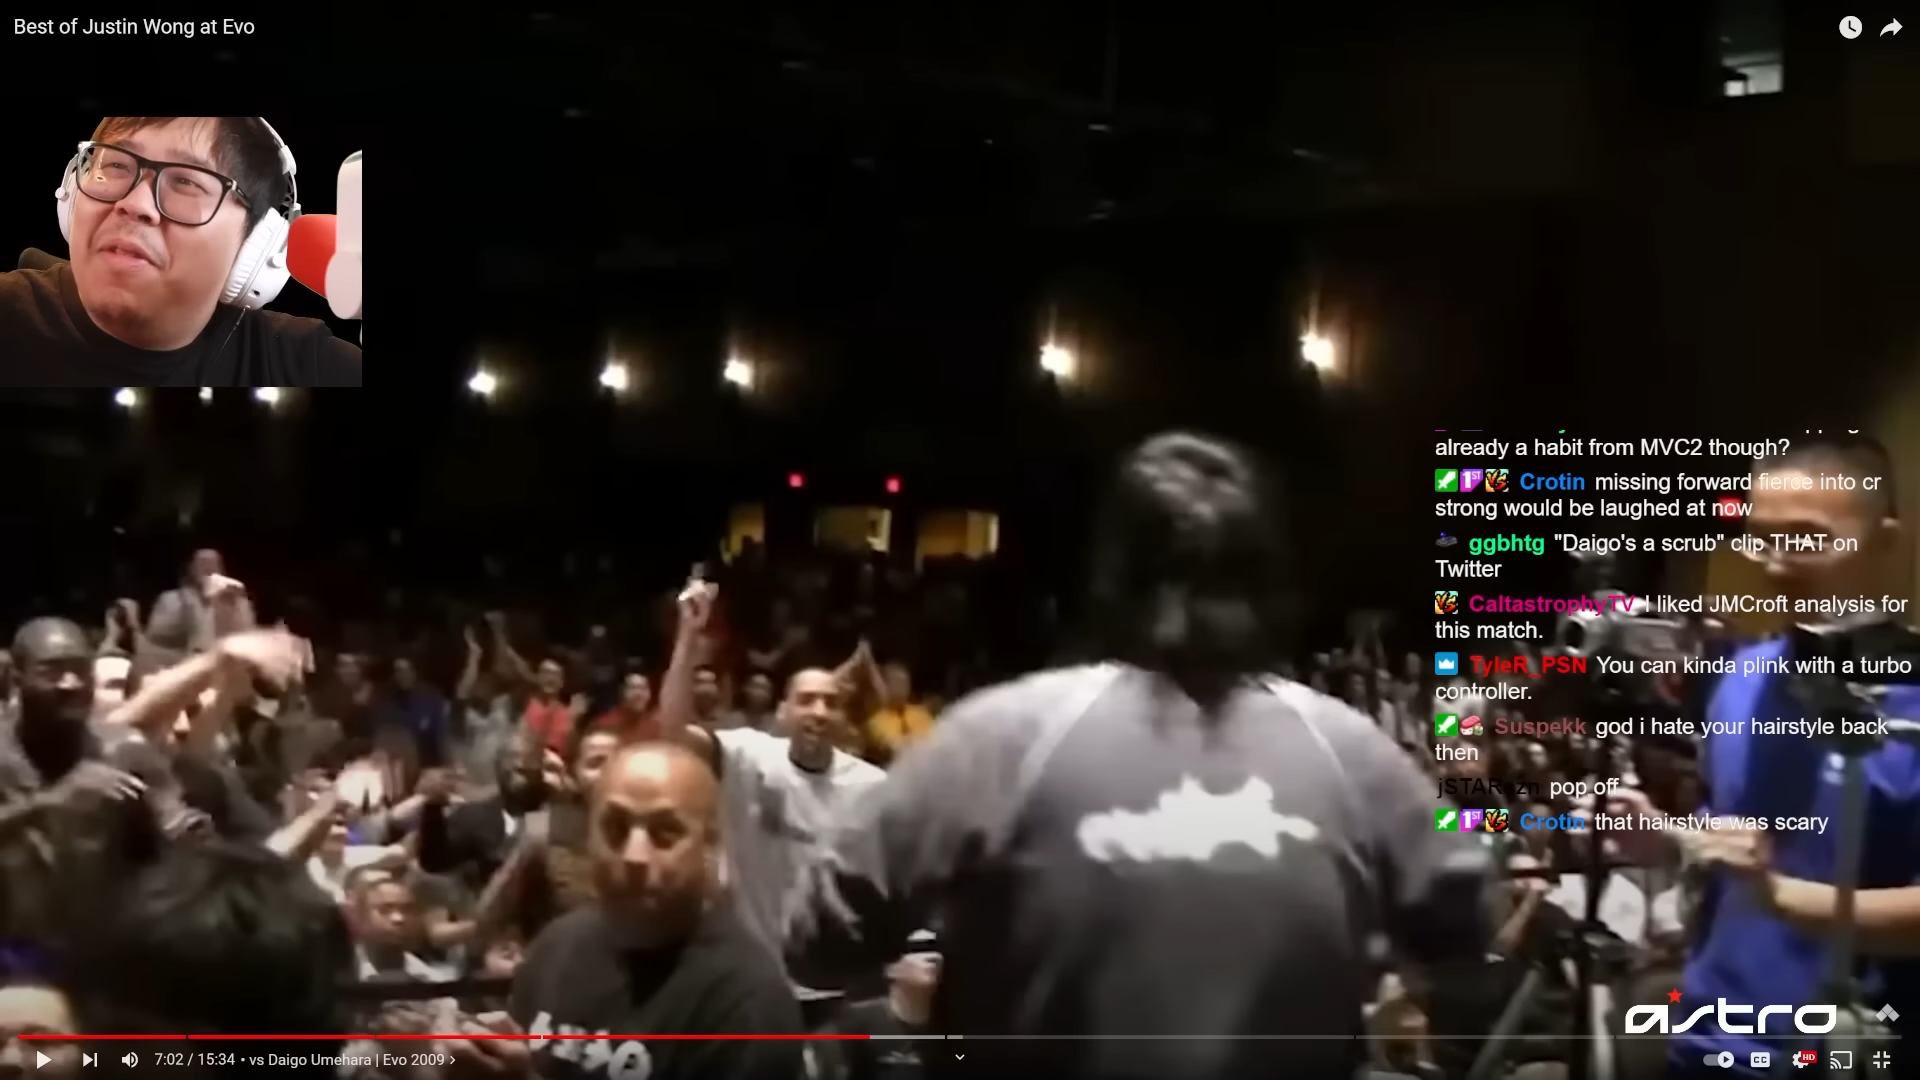 Best of Justin Wong at Evo
already a habit from MVC2 though?
Crotin missing forward fierce into cr
strong would be laughed at now
ggbhtg "Daigo's a scrub" clip THAT on
Twitter
CaltastrophyTV I liked JMCroft analysis for
this match.
TyleR_PSN You can kinda plink with a turbo
controller.
Suspekk god i hate your hairstyle back
then
jSTARazn pop off
Crotin that hairstyle was scary
astro
7:02 / 15:34 • vs Daigo Umehara | Evo 2009 >
CC
HD